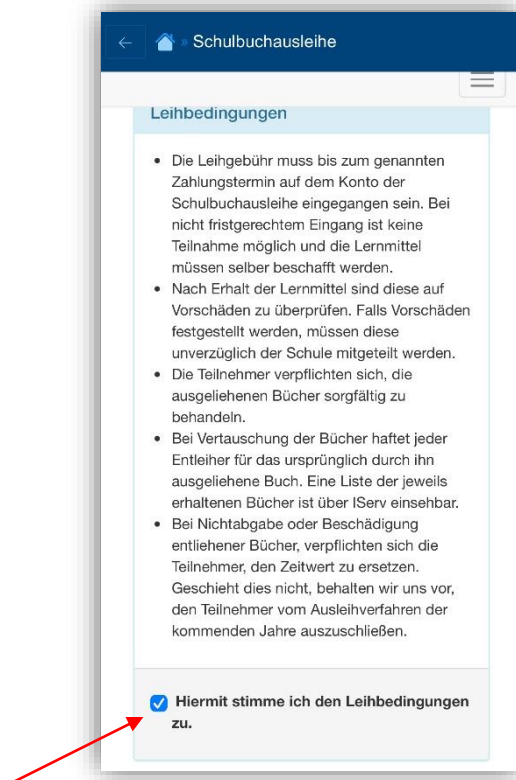 » Schulbuchausleihe
Leihbedingungen
• Die Leihgebühr muss bis zum genannten
Zahlungstermin auf dem Konto der
Schulbuchausleihe eingegangen sein. Bei
nicht fristgerechtem Eingang ist keine
Teilnahme möglich und die Lernmittel
müssen selber beschafft werden.
• Nach Erhalt der Lernmittel sind diese auf
Vorschäden zu überprüfen. Falls Vorschäden
festgestellt werden, müssen diese
unverzüglich der Schule mitgeteilt werden.
• Die Teilnehmer verpflichten sich, die
ausgeliehenen Bücher sorgfältig zu
behandeln.
• Bei Vertauschung der Bücher haftet jeder
Entleiher für das ursprünglich durch ihn
ausgeliehene Buch. Eine Liste der jeweils
erhaltenen Bücher ist über IServ einsehbar.
• Bei Nichtabgabe oder Beschädigung
entliehener Bücher, verpflichten sich die
Teilnehmer, den Zeitwert zu ersetzen.
Geschieht dies nicht, behalten wir uns vor,
den Teilnehmer vom Ausleihverfahren der
kommenden Jahre auszuschließen.
Hiermit stimme ich den Leihbedingungen
zu.